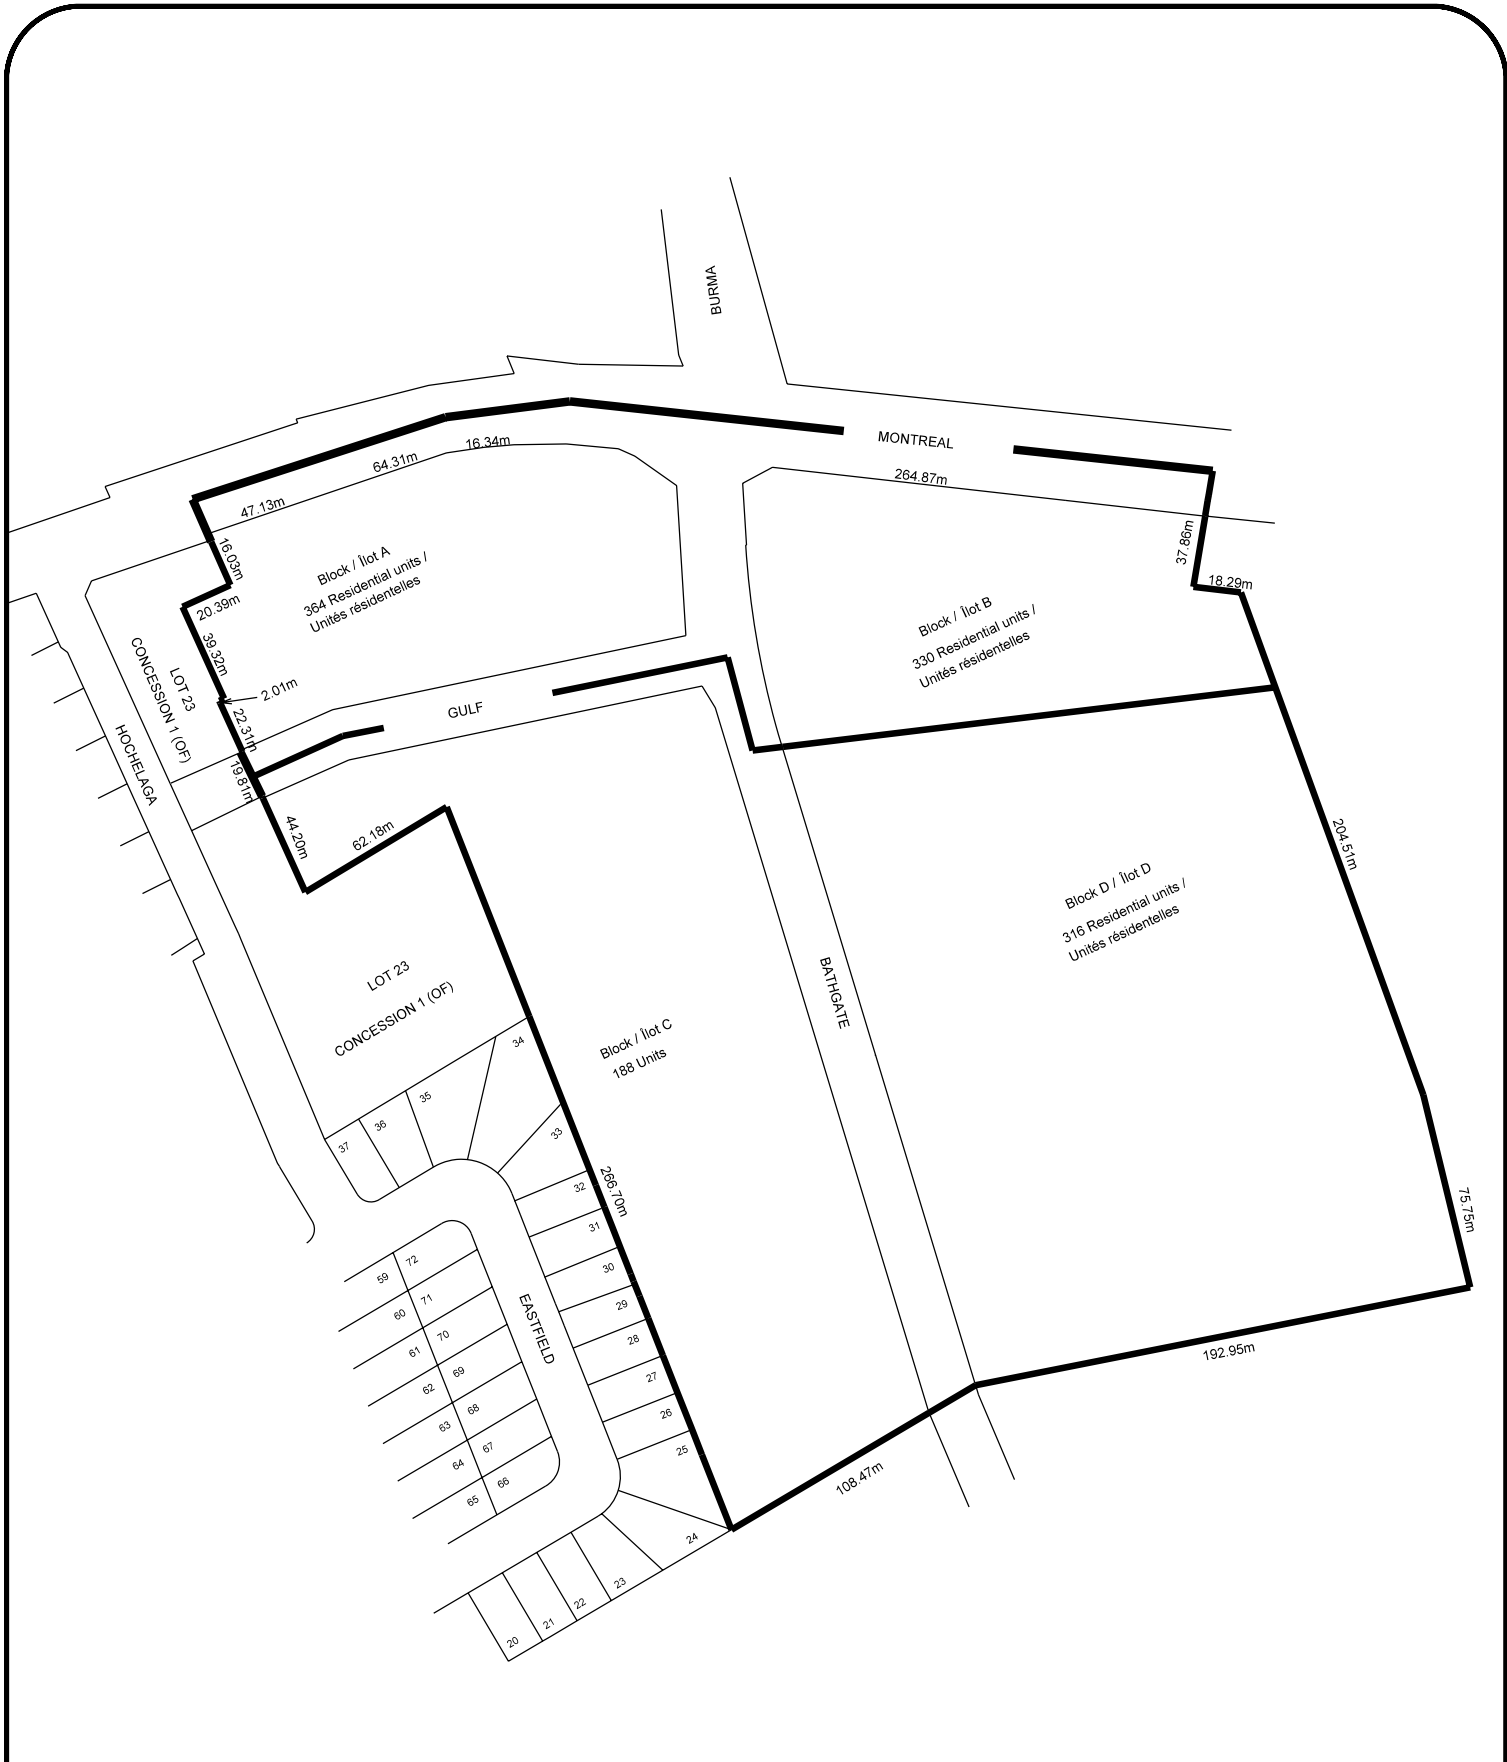 BURMA
MONTREAL
16.34m
64.31m
47.13m
264.87m
16.03m
37.86m
18.29m
20.39m
Block / Îlot A
364 Residential units /
Unités résidentelles
Block / Îlot B
330 Residential units /
Unités résidentelles
39.32m
2.01m
22.31m
19.81m
44.20m
62.18m
LOT 23
CONCESSION 1 (OF)
HOCHELAGA
GULF
204.51m
Block D / Îlot D
316 Residential units /
Unités résidentelles
BATHGATE
LOT 23
CONCESSION 1 (OF)
Block / Îlot C
188 Units
34
35
36
37
33
32
31
30
29
28
27
26
25
24
266.70m
75.75m
192.95m
108.47m
EASTFIELD
72
59
71
60
70
61
69
62
68
63
67
64
66
65
23
22
21
20